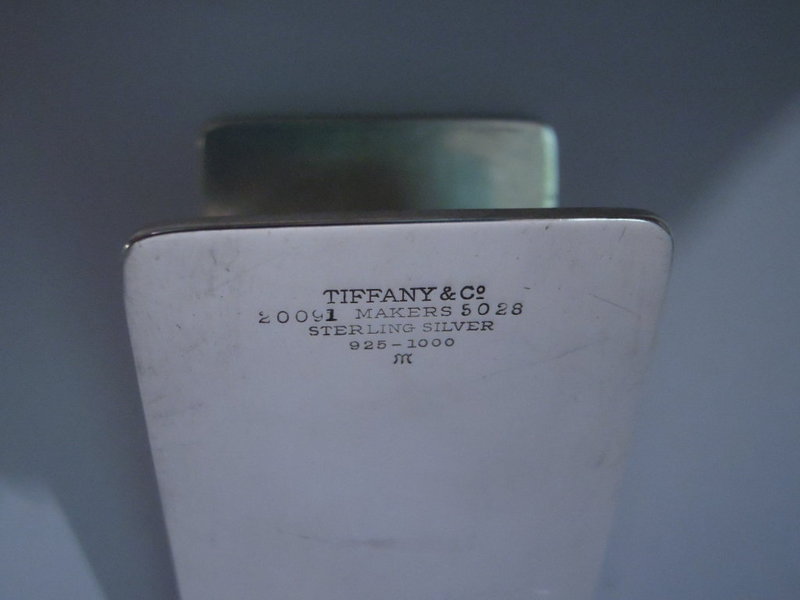 TIFFANY & Cº
20091 MAKERS 5028
STERLING SILVER
925-1000
m